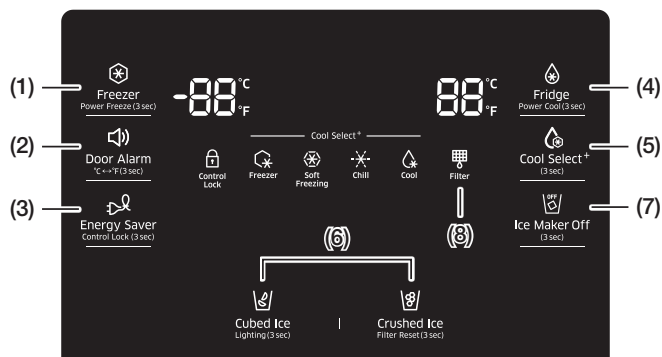 (1)
Freezer
Power Freeze (3 sec)
-88 °C
°F
88 °C
°F
(4)
Fridge
Power Cool (3 sec)
(2)
Door Alarm
°C ↔ °F (3 sec)
Cool Select+
Control
Lock
Freezer
Soft
Freezing
Chill
Cool
Filter
(5)
Cool Select+
(3 sec)
(3)
Energy Saver
Control Lock (3 sec)
(6)
(8)
(7)
OFF
Ice Maker Off
(3 sec)
Cubed Ice
Lighting (3 sec)
Crushed Ice
Filter Reset (3 sec)